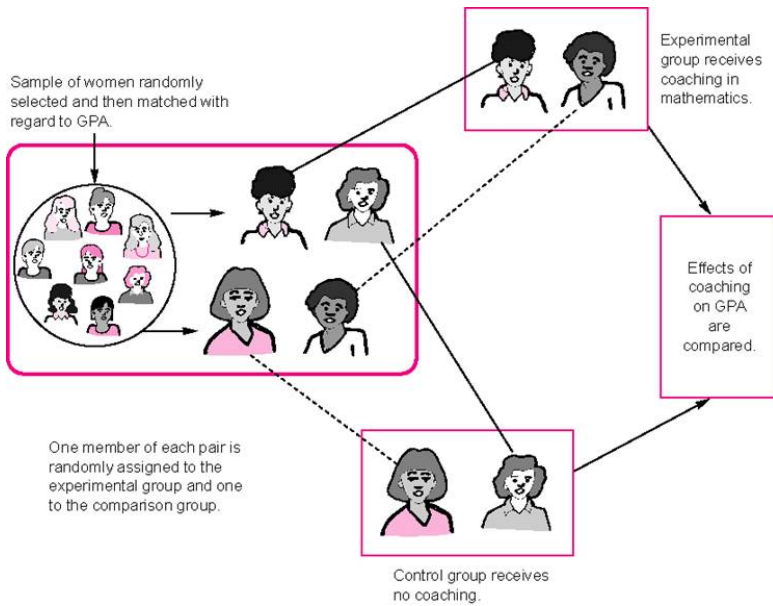 Sample of women randomly
selected and then matched with
regard to GPA.
Experimental
group receives
coaching in
mathematics.
Effects of
coaching
on GPA
are
compared.
One member of each pair is
randomly assigned to the
experimental group and one
to the comparison group.
Control group receives
no coaching.